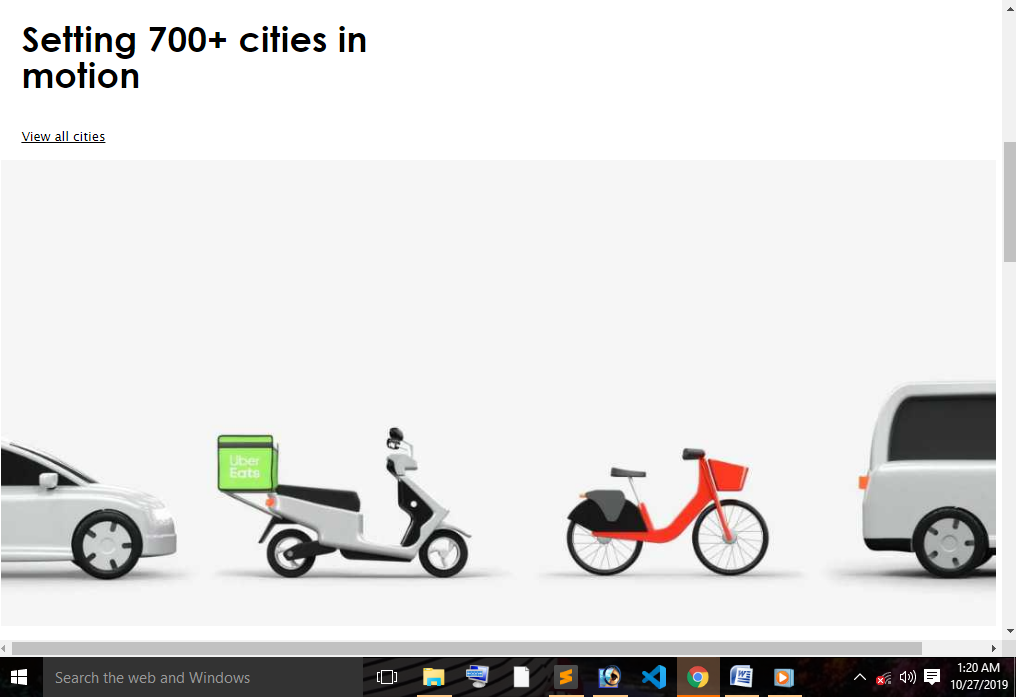 Setting 700+ cities in
motion
View all cities
Uber
Eats
Search the web and Windows
1:20 AM
10/27/2019